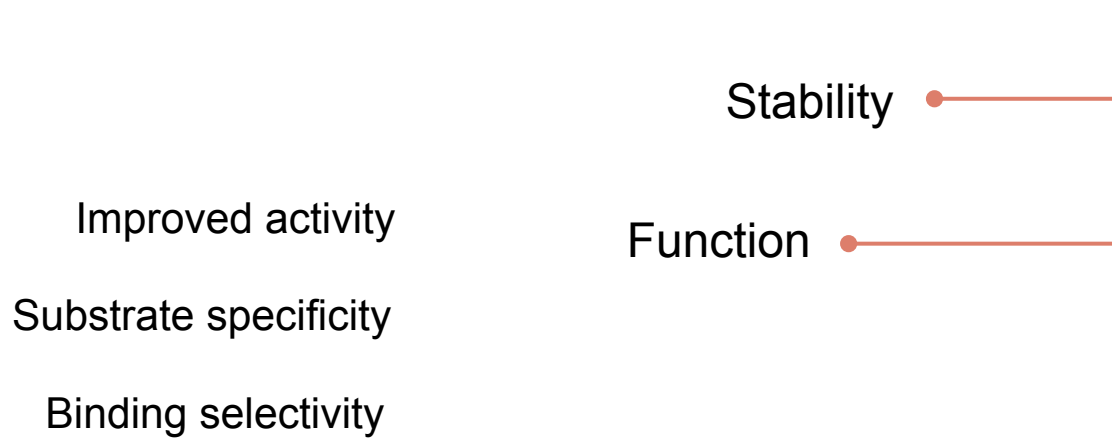 Stability
Improved activity
Function
Substrate specificity
Binding selectivity